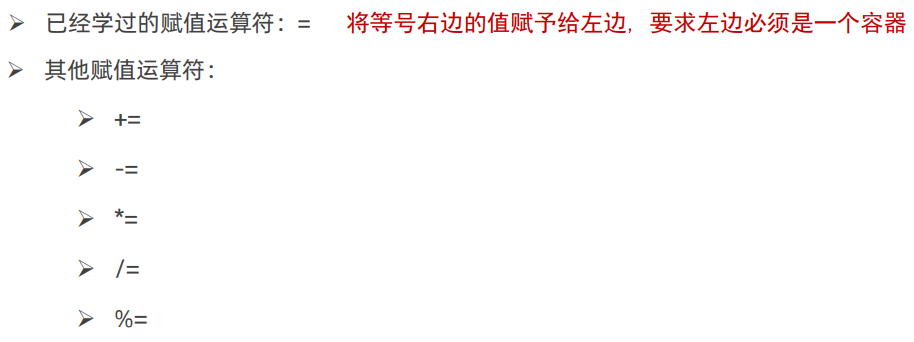 ➢ 已经学过的赋值运算符：= 将等号右边的值赋予给左边，要求左边必须是一个容器
➢ 其他赋值运算符：
➢ +=
➢ -=
➢ *=
➢ /=
➢ %=